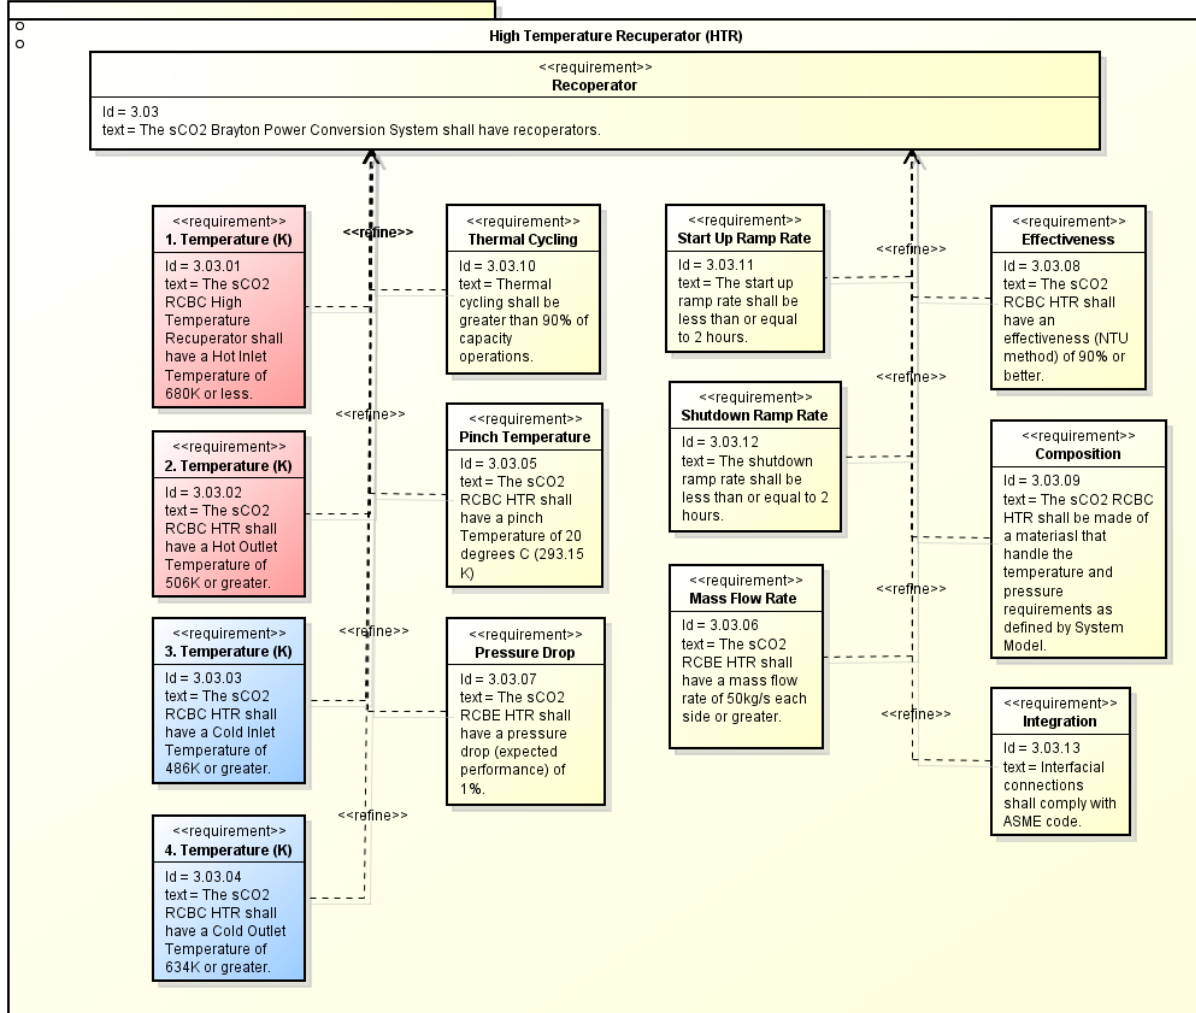 High Temperature Recuperator (HTR)
<<requirement>>
Recoperator
Id = 3.03
text = The sCO2 Brayton Power Conversion System shall have recoperators.
<<requirement>>
1. Temperature (K)
Id = 3.03.01
text = The sCO2
RCBC High
Temperature
Recuperator shall
have a Hot Inlet
Temperature of
680K or less.
<<refine>>
<<requirement>>
Thermal Cycling
Id = 3.03.10
text = Thermal
cycling shall be
greater than 90% of
capacity
operations.
<<requirement>>
Start Up Ramp Rate
Id = 3.03.11
text = The start up
ramp rate shall be
less than or equal
to 2 hours.
<<refine>>
<<requirement>>
Effectiveness
Id = 3.03.08
text = The sCO2
RCBC HTR shall
have an
effectiveness (NTU
method) of 90% or
better.
<<refine>>
<<requirement>>
2. Temperature (K)
Id = 3.03.02
text = The sCO2
RCBC HTR shall
have a Hot Outlet
Temperature of
506K or greater.
<<refine>>
<<requirement>>
Pinch Temperature
Id = 3.03.05
text = The sCO2
RCBC HTR shall
have a pinch
Temperature of 20
degrees C (293.15
K)
<<requirement>>
Shutdown Ramp Rate
Id = 3.03.12
text = The shutdown
ramp rate shall be
less than or equal to 2
hours.
<<requirement>>
Composition
Id = 3.03.09
text = The sCO2 RCBC
HTR shall be made of
a materiasl that
handle the
temperature and
pressure
requirements as
defined by System
Model.
<<refine>>
<<requirement>>
3. Temperature (K)
Id = 3.03.03
text = The sCO2
RCBC HTR shall
have a Cold Inlet
Temperature of
486K or greater.
<<refine>>
<<requirement>>
Pressure Drop
Id = 3.03.07
text = The sCO2
RCBE HTR shall
have a pressure
drop (expected
performance) of
1%.
<<requirement>>
Mass Flow Rate
Id = 3.03.06
text = The sCO2
RCBE HTR shall
have a mass flow
rate of 50kg/s each
side or greater.
<<refine>>
<<requirement>>
Integration
Id = 3.03.13
text = Interfacial
connections
shall comply with
ASME code.
<<requirement>>
4. Temperature (K)
Id = 3.03.04
text = The sCO2
RCBC HTR shall
have a Cold Outlet
Temperature of
634K or greater.
<<refine>>